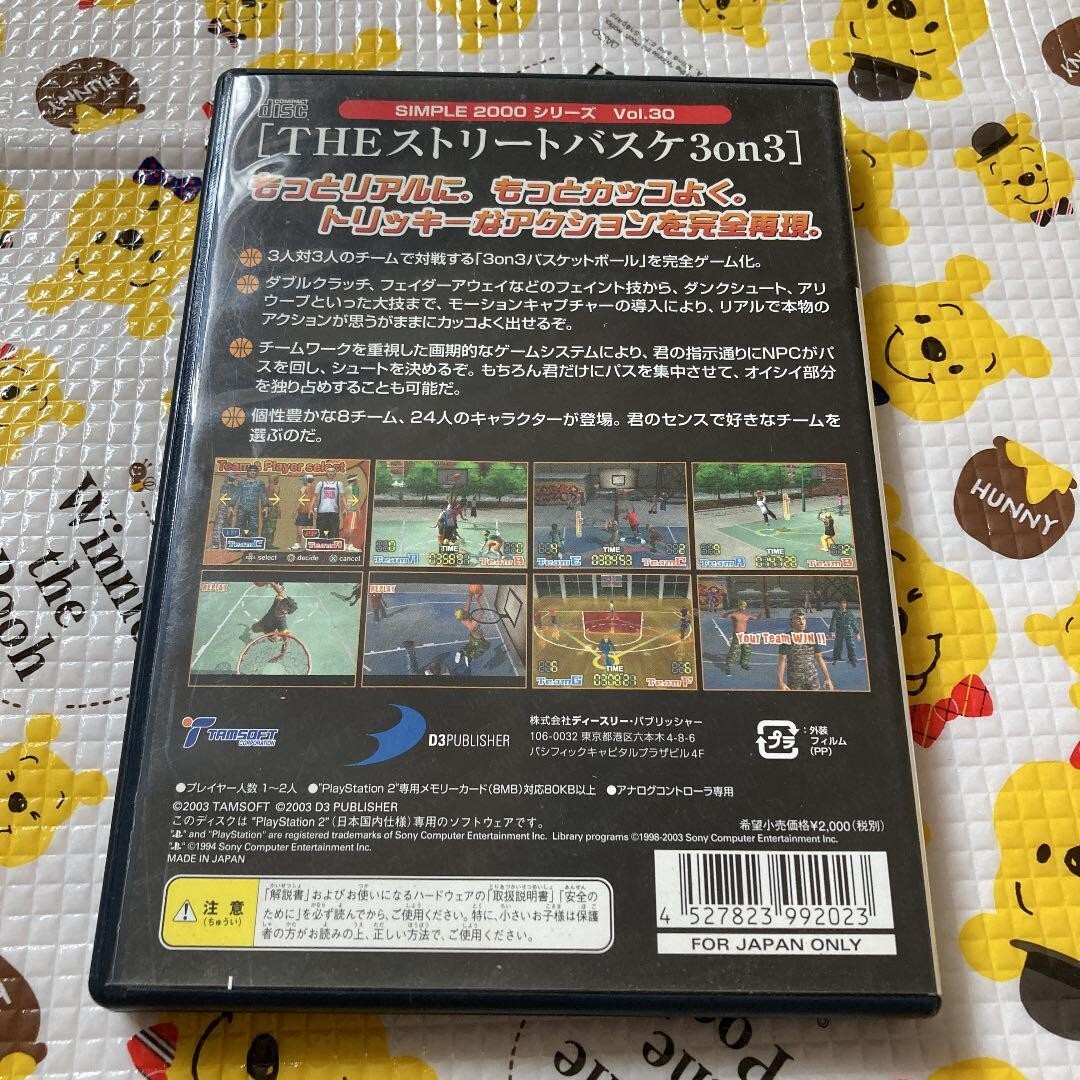 COMPACT
disc
SIMPLE 2000 シリーズ Vol.30
[THEストリートバスケ3on3]
もっとリアルに。もっとカッコよく。
トリッキーなアクションを完全再現。
3人対3人のチームで対戦する「3on3バスケットボール」を完全ゲーム化。
ダブルクラッチ、フェイダーアウェイなどのフェイント技から、ダンクシュート、アリ
ウープといった大技まで、モーションキャプチャーの導入により、リアルで本物の
アクションが思うがままにカッコよく出せるぞ。
チームワークを重視した画期的なゲームシステムにより、君の指示通りにNPCがパ
スを回し、シュートを決めるぞ。もちろん君だけにパスを集中させて、オイシイ部分
を独り占めすることも可能だ。
個性豊かな8チーム、24人のキャラクターが登場。君のセンスで好きなチームを
選ぶのだ。
Team & Player select
TeamC
TeamA
select decide cancel
TIME
TeamA
TeamB
TIME
TeamE
TeamC
TIME
TeamA
TeamB
REPLAY
REPLAY
TIME
TeamG
TeamF
Your Team WIN !!
TAMSOFT
CORPORATION
D3PUBLISHER
株式会社ディースリー・パブリッシャー
106-0032 東京都港区六本木4-8-6
パシフィックキャピタルプラザビル4F
プラ
:外装
フィルム
(PP)
●プレイヤー人数 1〜2人 ●"PlayStation 2"専用メモリーカード(8MB)対応80KB以上 ●アナログコントローラ専用
©2003 TAMSOFT ©2003 D3 PUBLISHER
このディスクは "PlayStation 2"(日本国内仕様)専用のソフトウェアです。
希望小売価格¥2,000(税別)
" " and "PlayStation" are registered trademarks of Sony Computer Entertainment Inc. Library programs ©1998-2003 Sony Computer Entertainment Inc.
" " ©1994 Sony Computer Entertainment Inc.
MADE IN JAPAN
注意
(ちゅうい)
「解説書」およびお使いになるハードウェアの「取扱説明書」「安全の
ために」を必ず読んでから、ご使用ください。特に、小さいお子様は保護
者の方がお読みの上、正しい方法で、ご使用ください。
4 527823 992023
FOR JAPAN ONLY
HUNNY
HUNNY
Winnie
the
Pooh